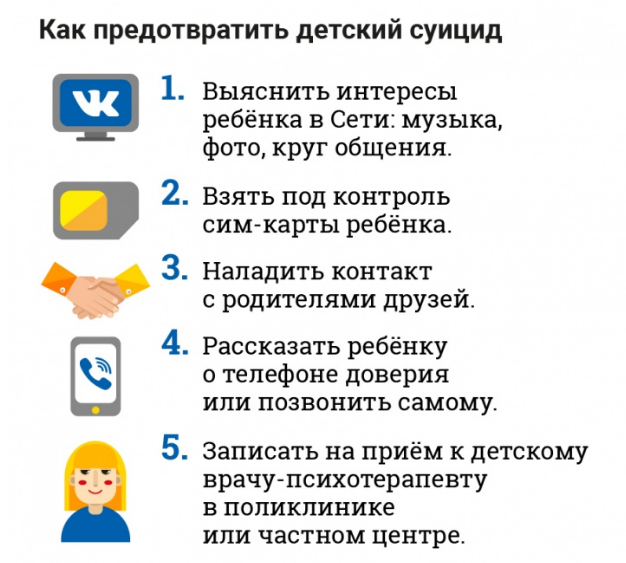 Как предотвратить детский суицид
1. Выяснить интересы
ребёнка в Сети: музыка,
фото, круг общения.
2. Взять под контроль
сим-карты ребёнка.
3. Наладить контакт
с родителями друзей.
4. Рассказать ребёнку
о телефоне доверия
или позвонить самому.
5. Записать на приём к детскому
врачу-психотерапевту
в поликлинике
или частном центре.